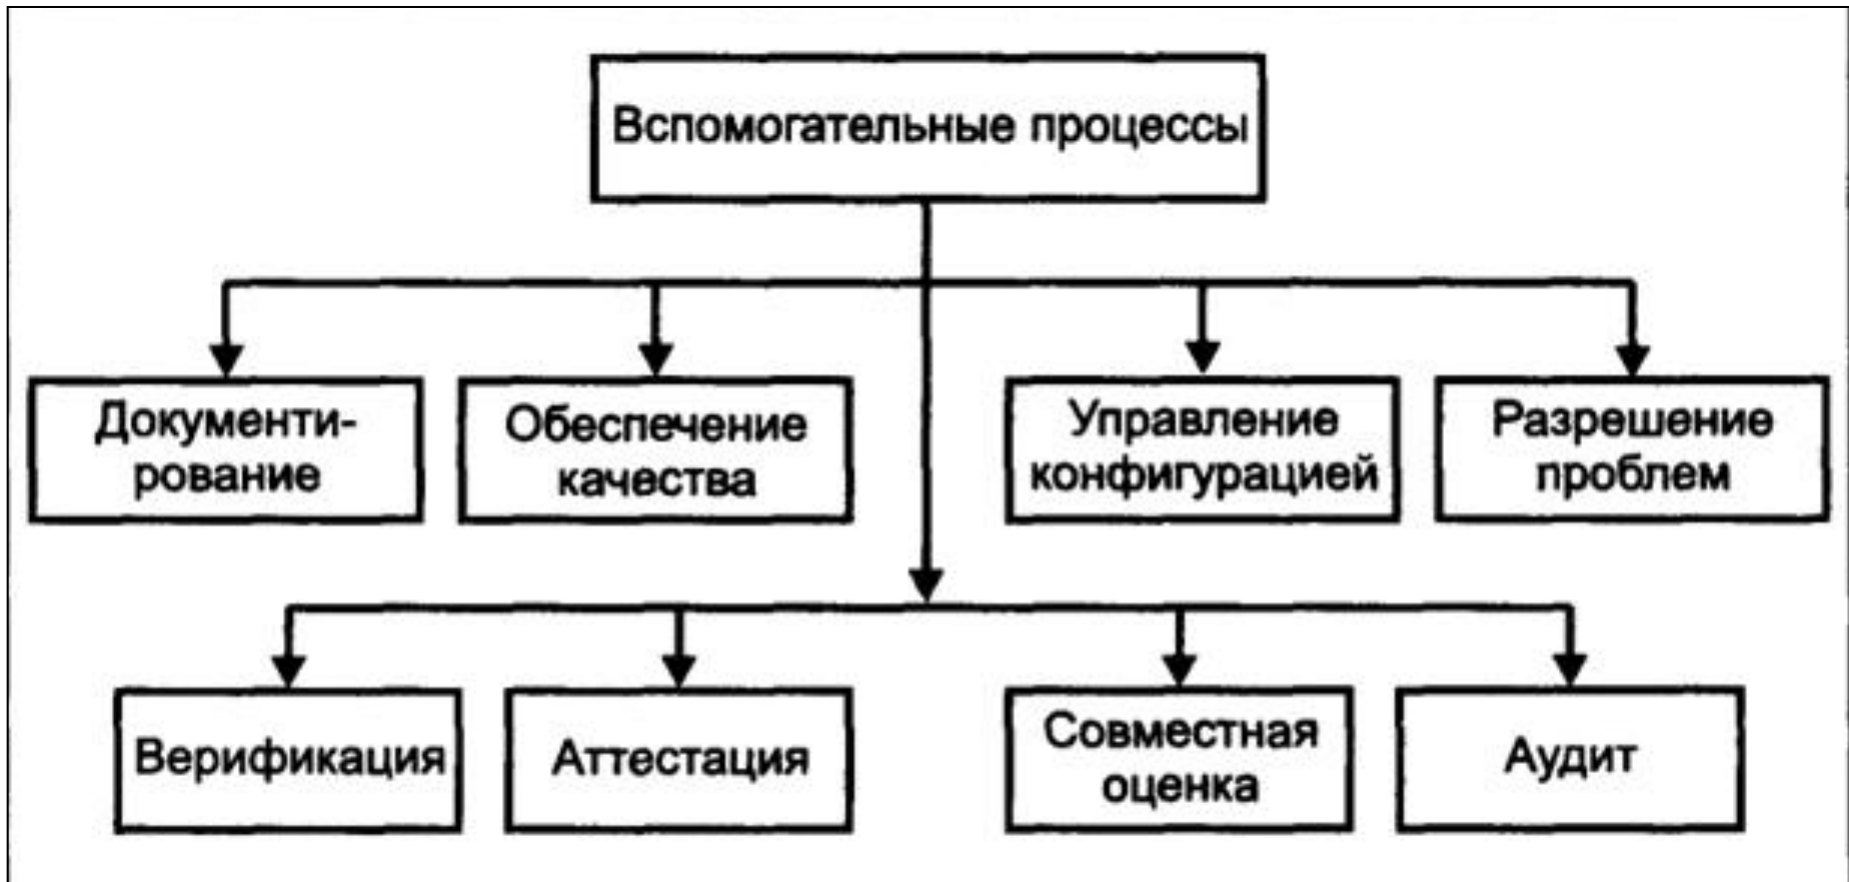 Вспомогательные процессы
Документи-
рование
Обеспечение
качества
Управление
конфигурацией
Разрешение
проблем
Верификация
Аттестация
Совместная
оценка
Аудит